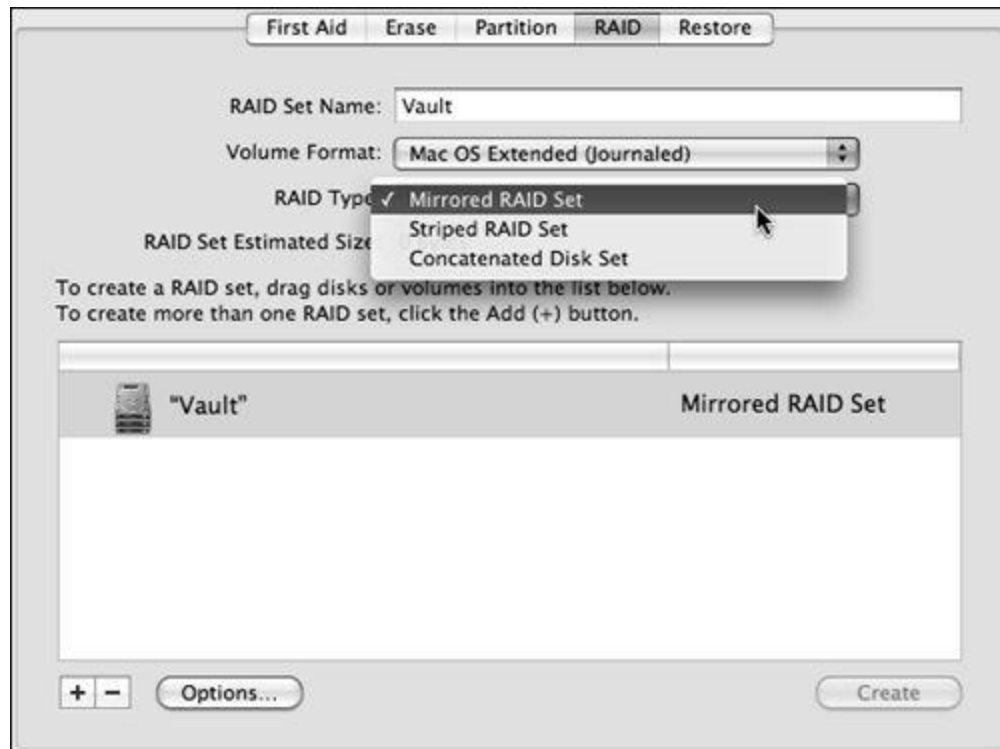 First Aid Erase Partition RAID Restore
RAID Set Name: Vault
Volume Format: Mac OS Extended (Journaled)
RAID Type ✓ Mirrored RAID Set
Striped RAID Set
RAID Set Estimated Size
Concatenated Disk Set
To create a RAID set, drag disks or volumes into the list below.
To create more than one RAID set, click the Add (+) button.
"Vault" Mirrored RAID Set
+ − Options... Create